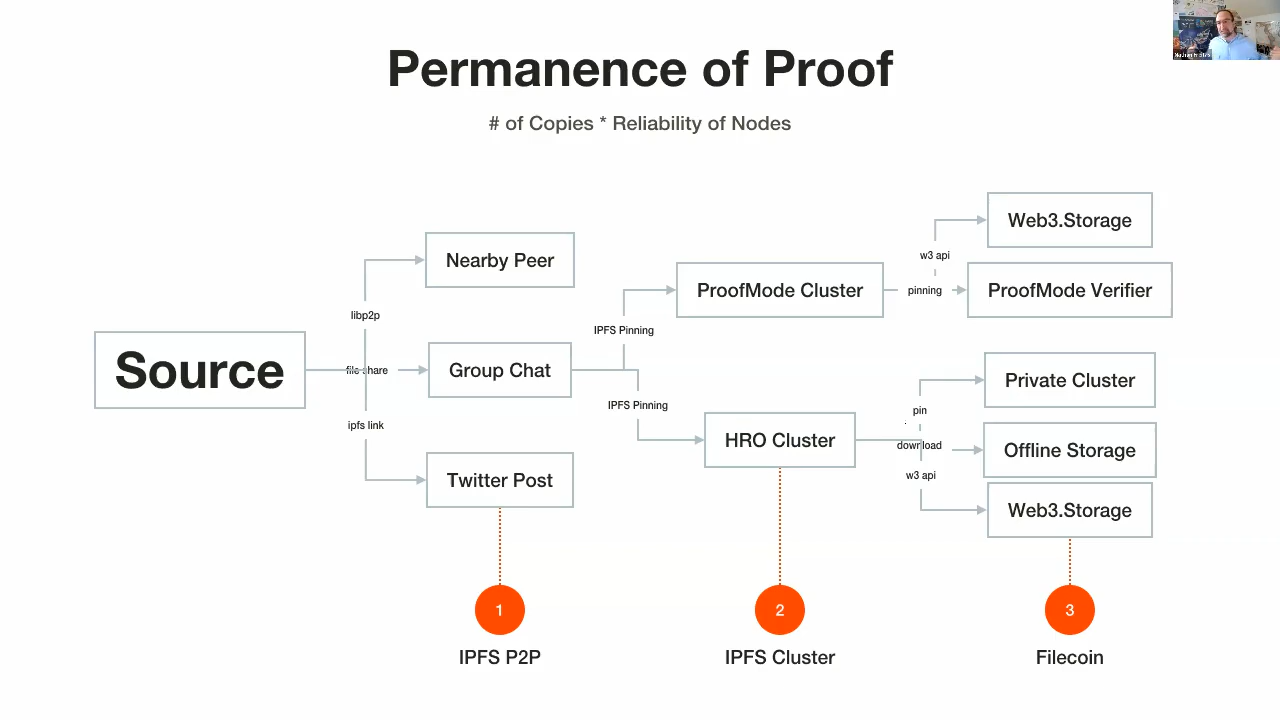 Permanence of Proof
# of Copies * Reliability of Nodes
Web3.Storage
w3 api
Nearby Peer
ProofMode Cluster
pinning
ProofMode Verifier
libp2p
IPFS Pinning
Source
file share
Group Chat
Private Cluster
IPFS Pinning
pin
ipfs link
HRO Cluster
download
Offline Storage
w3 api
Twitter Post
Web3.Storage
1
2
3
IPFS P2P
IPFS Cluster
Filecoin